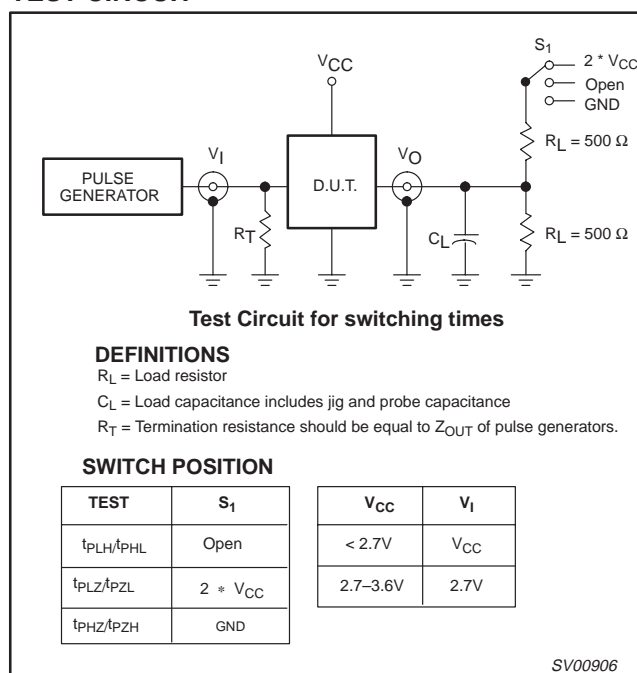 2 * VCC
Open
GND
S1
VCC
RL = 500 Ω
VI
VO
PULSE
GENERATOR
D.U.T.
RT
CL
RL = 500 Ω
Test Circuit for switching times
DEFINITIONS
RL = Load resistor
CL = Load capacitance includes jig and probe capacitance
RT = Termination resistance should be equal to ZOUT of pulse generators.
SWITCH POSITION
TEST S1
tPLH/tPHL Open
tPLZ/tPZL 2 * VCC
tPHZ/tPZH GND
VCC VI
< 2.7V VCC
2.7–3.6V 2.7V
SV00906